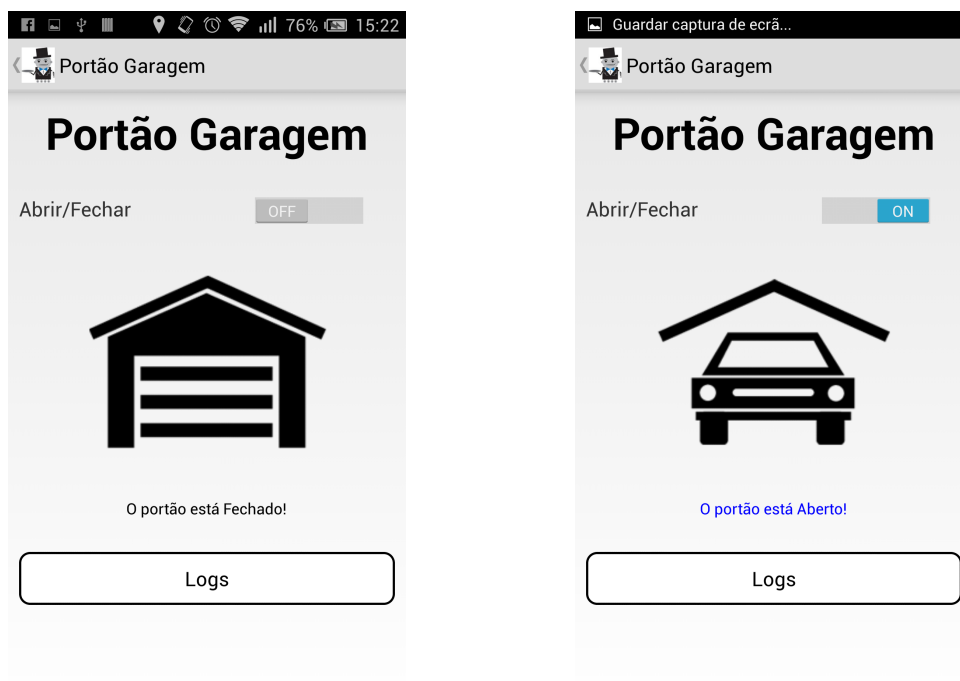 76% 15:22
Portão Garagem
Portão Garagem
Abrir/Fechar OFF
O portão está Fechado!
Logs
Guardar captura de ecrã...
Portão Garagem
Portão Garagem
Abrir/Fechar ON
O portão está Aberto!
Logs